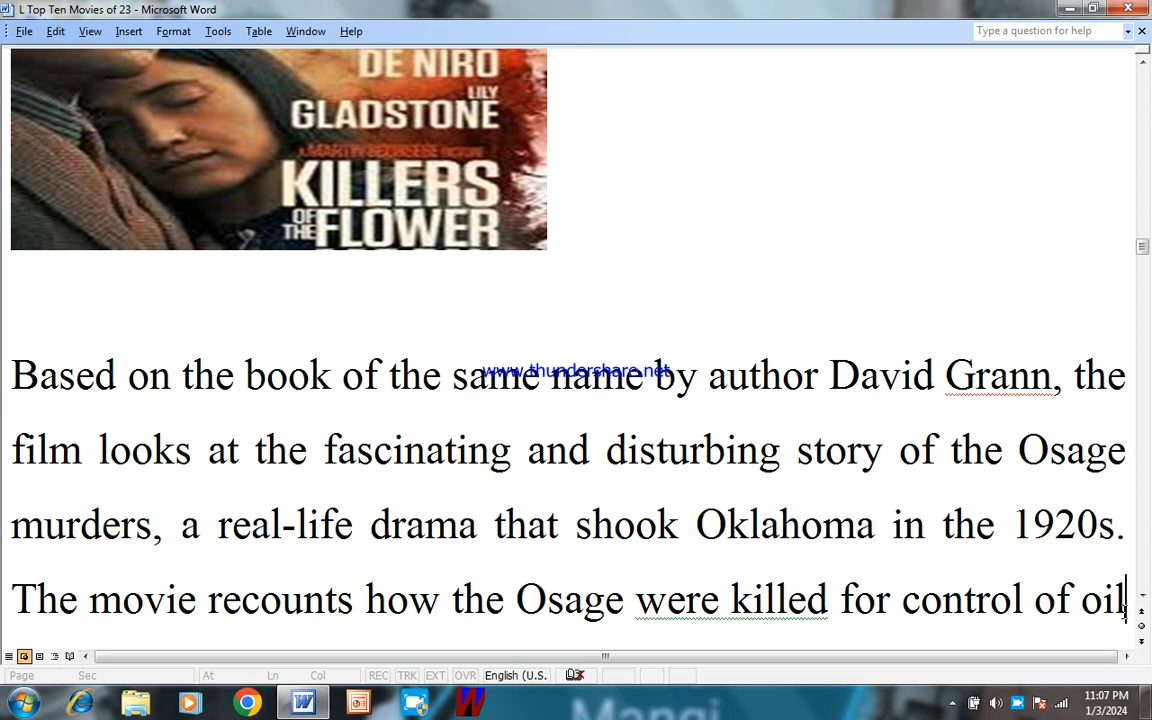 L Top Ten Movies of 23 - Microsoft Word
File Edit View Insert Format Tools Table Window Help
Type a question for help
DE NIRO
LILY
GLADSTONE
A MARTIN SCORSESE PICTURE
KILLERS
OF THE FLOWER
www.thundershare.net
Based on the book of the same name by author David Grann, the
film looks at the fascinating and disturbing story of the Osage
murders, a real-life drama that shook Oklahoma in the 1920s.
The movie recounts how the Osage were killed for control of oil
Page Sec At Ln Col REC TRK EXT OVR English (U.S.
11:07 PM
1/3/2024
Mangi